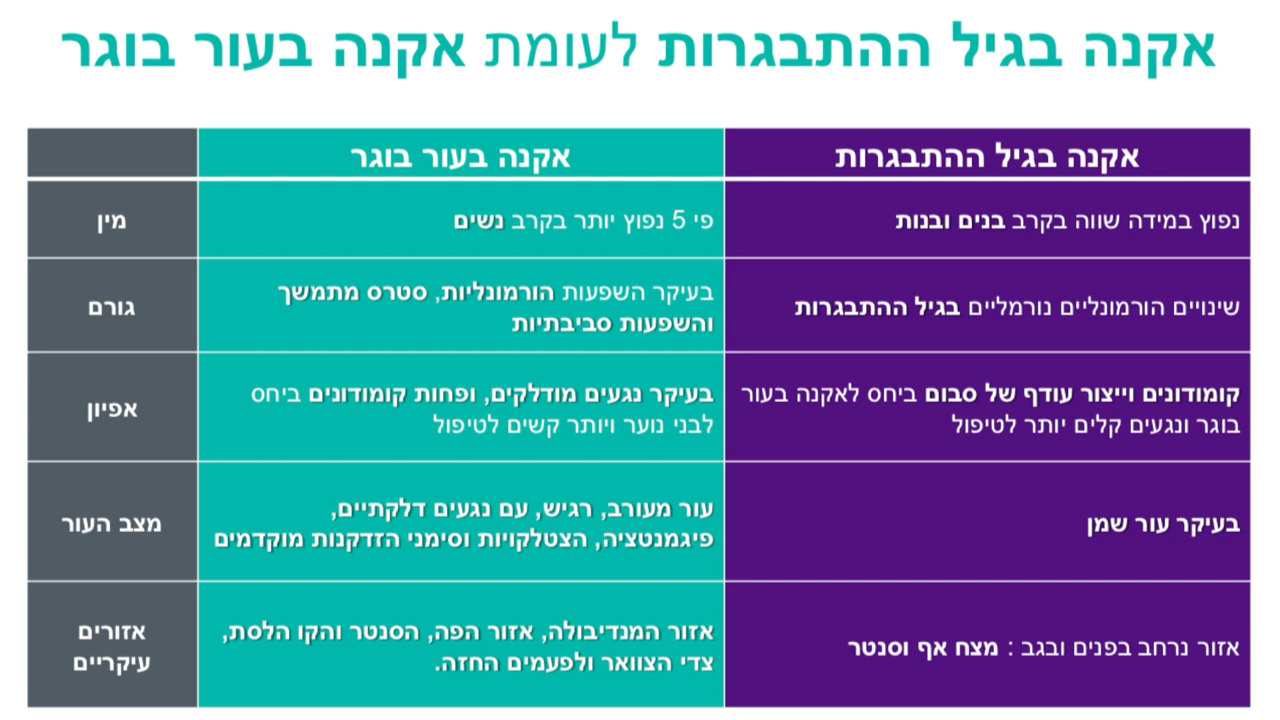 אקנה בגיל ההתבגרות לעומת אקנה בעור בוגר
אקנה בגיל ההתבגרות
אקנה בעור בוגר
נפוץ במידה שווה בקרב בנים ובנות
פי 5 נפוץ יותר בקרב נשים
מין
שינויים הורמונליים נורמליים בגיל ההתבגרות
בעיקר השפעות הורמונליות, סטרס מתמשך
והשפעות סביבתיות
גורם
קומודונים וייצור עודף של סבום ביחס לאקנה בעור
בוגר ונגעים קלים יותר לטיפול
בעיקר נגעים מודלקים, ופחות קומודונים ביחס
לבני נוער ויותר קשים לטיפול
אפיון
בעיקר עור שמן
עור מעורב, רגיש, עם נגעים דלקתיים,
פיגמנטציה, הצטלקויות וסימני הזדקנות מוקדמים
מצב העור
אזור נרחב בפנים ובגב : מצח אף וסנטר
אזור המנדיבולה, אזור הפה, הסנטר והקו הלסת,
צדי הצוואר ולפעמים החזה.
אזורים
עיקריים